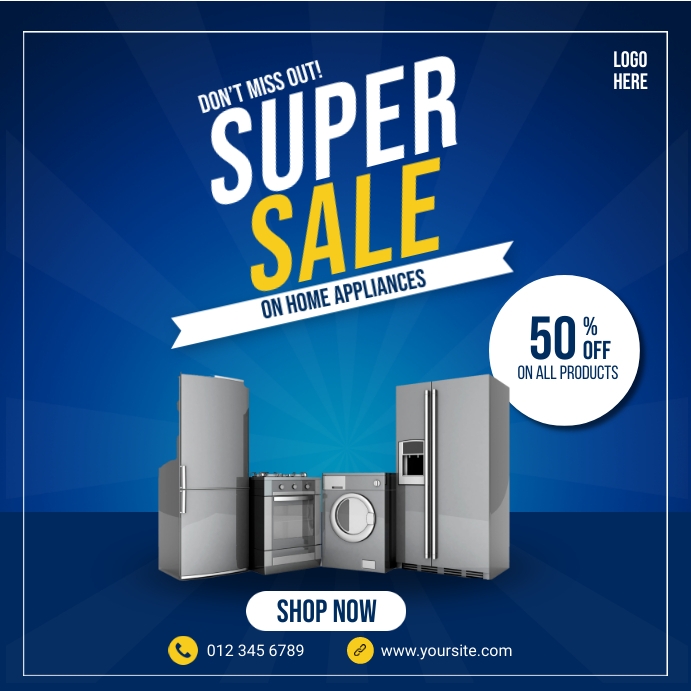 LOGO
HERE
DON'T MISS OUT!
SUPER
SALE
ON HOME APPLIANCES
50 % OFF
ON ALL PRODUCTS
SHOP NOW
012 345 6789
www.yoursite.com